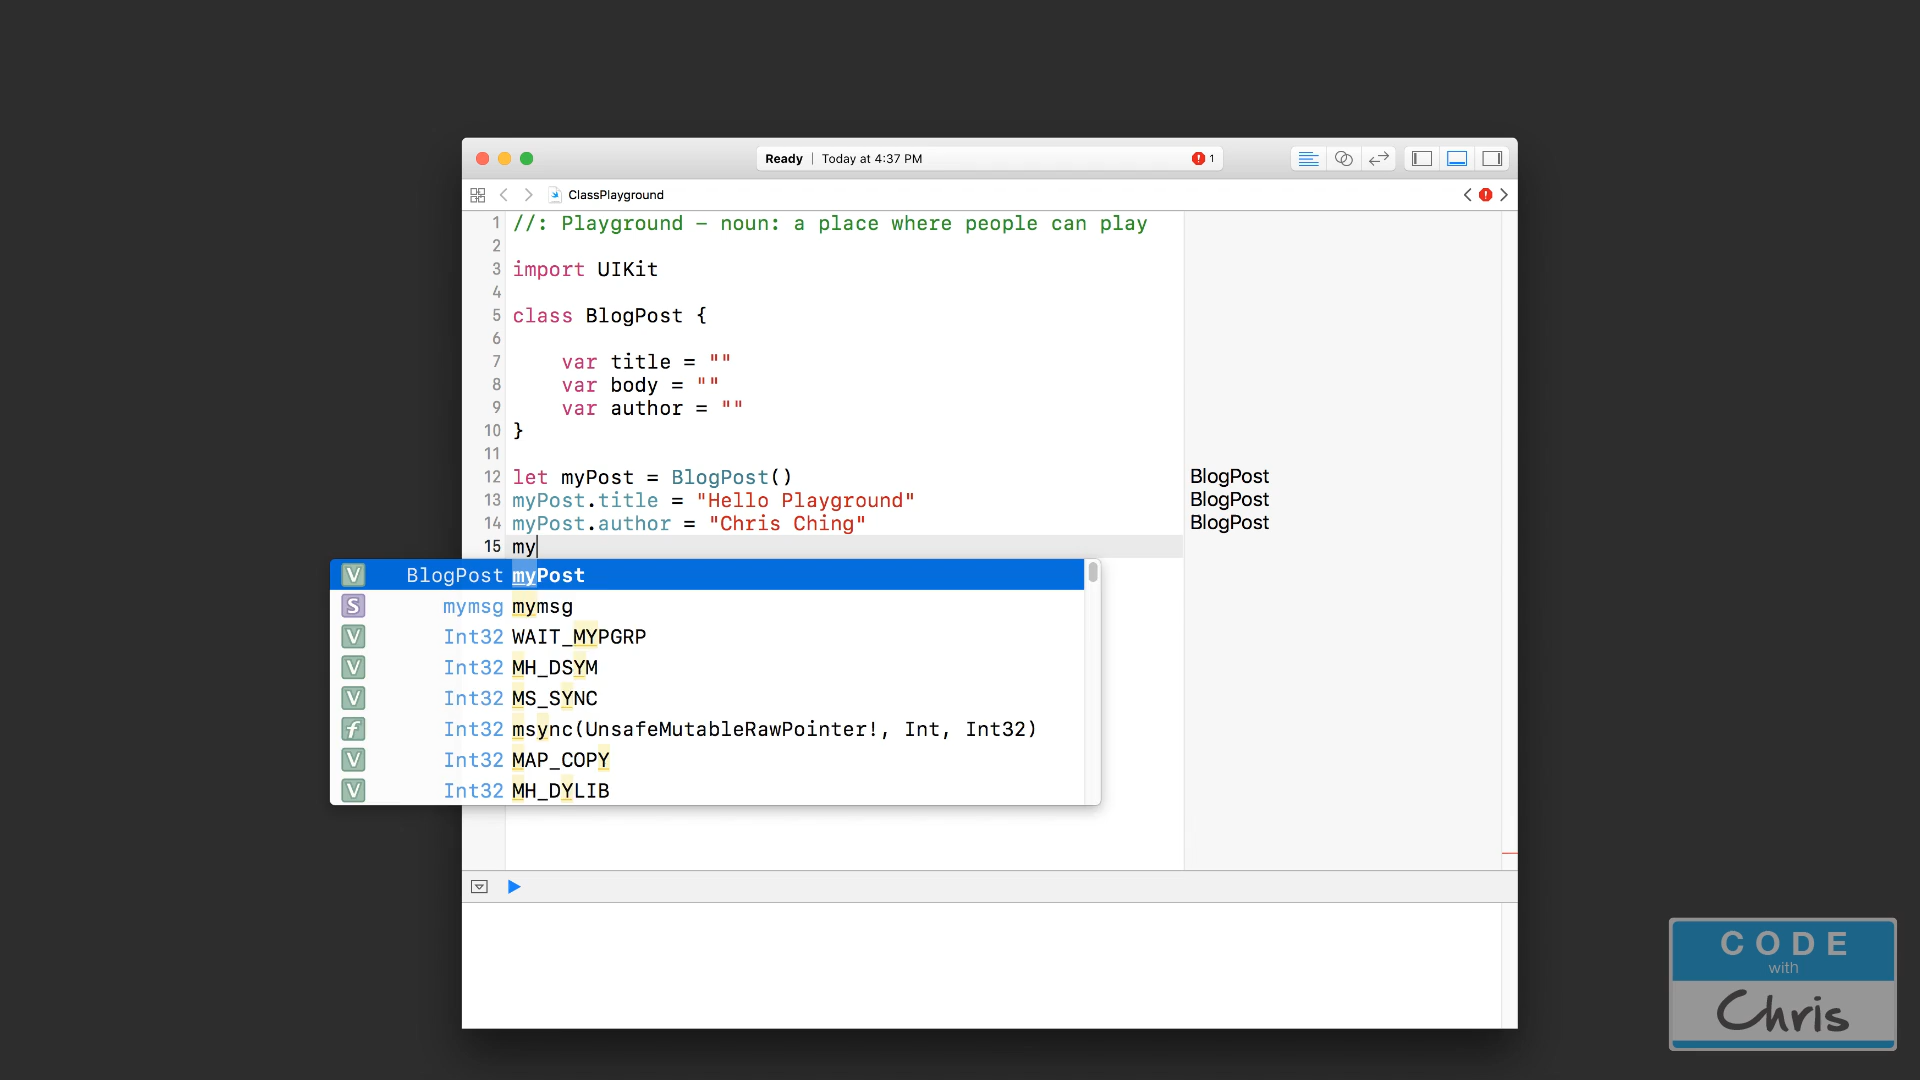 Ready | Today at 4:37 PM
1
ClassPlayground
1 //: Playground – noun: a place where people can play
2
3 import UIKit
4
5 class BlogPost {
6
7 var title = ""
8 var body = ""
9 var author = ""
10 }
11
12 let myPost = BlogPost() BlogPost
13 myPost.title = "Hello Playground" BlogPost
14 myPost.author = "Chris Ching" BlogPost
15 my
V BlogPost myPost
S mymsg mymsg
V Int32 WAIT_MYPGRP
V Int32 MH_DSYM
V Int32 MS_SYNC
f Int32 msync(UnsafeMutableRawPointer!, Int, Int32)
V Int32 MAP_COPY
V Int32 MH_DYLIB
CODE
with
Chris